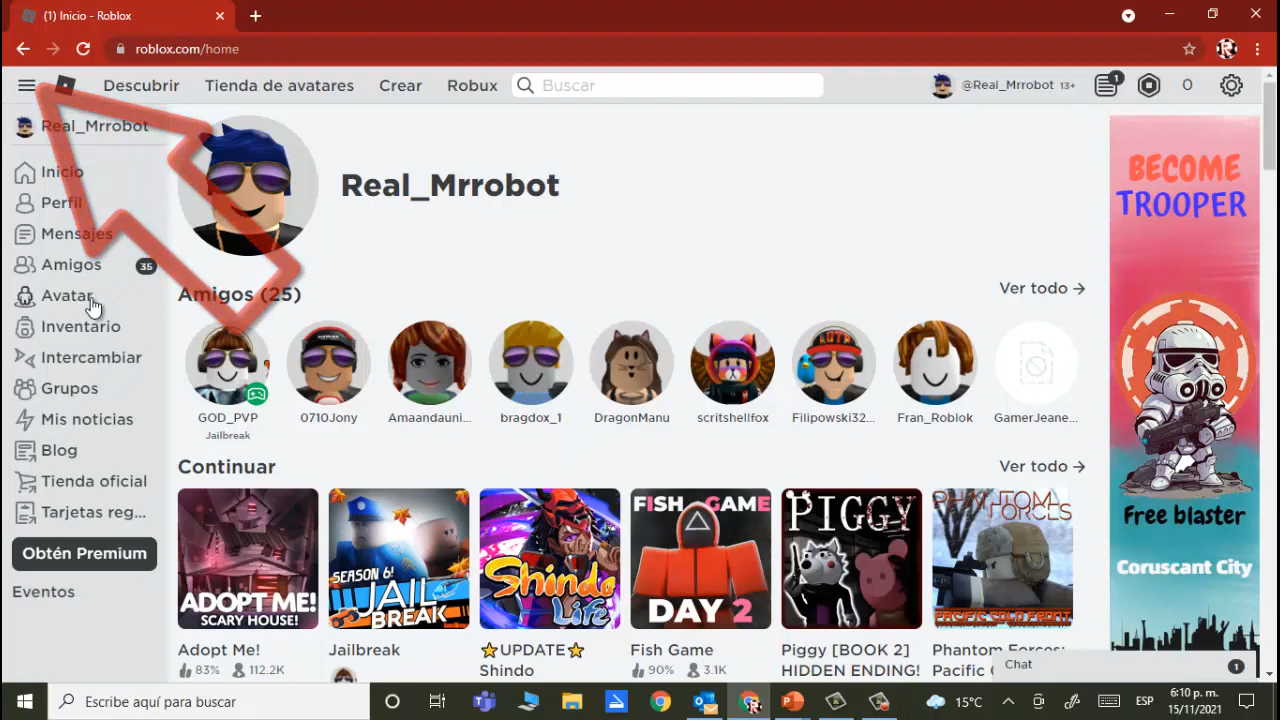 (1) Inicio - Roblox
roblox.com/home
Descubrir
Tienda de avatares
Crear
Robux
Buscar
@Real_Mrrobot 13+
1
0
Real_Mrrobot
Inicio
Perfil
Mensajes
Amigos
35
Avatar
Inventario
Intercambiar
Grupos
Mis noticias
Blog
Tienda oficial
Tarjetas reg...
Obtén Premium
Eventos
Real_Mrrobot
Amigos (25)
Ver todo →
GOD_PVP
Jailbreak
0710Jony
Amaandauni...
bragdox_1
DragonManu
scritshellfox
Filipowski32...
Fran_Roblok
GamerJeane...
Continuar
Ver todo →
ADOPT ME!
SCARY HOUSE!
SEASON 6!
JAIL
BREAK
Shindo
Life
FISH GAME
DAY 2
PIGGY
PHANTOM
FORCES
Adopt Me!
83% 112.2K
Jailbreak
⭐UPDATE⭐
Shindo
Fish Game
90% 3.1K
Piggy [BOOK 2]
HIDDEN ENDING!
Phantom Forces:
Pacific
BECOME
TROOPER
Free blaster
Coruscant City
Chat
1
Escribe aquí para buscar
15°C
ESP
6:10 p. m.
15/11/2021